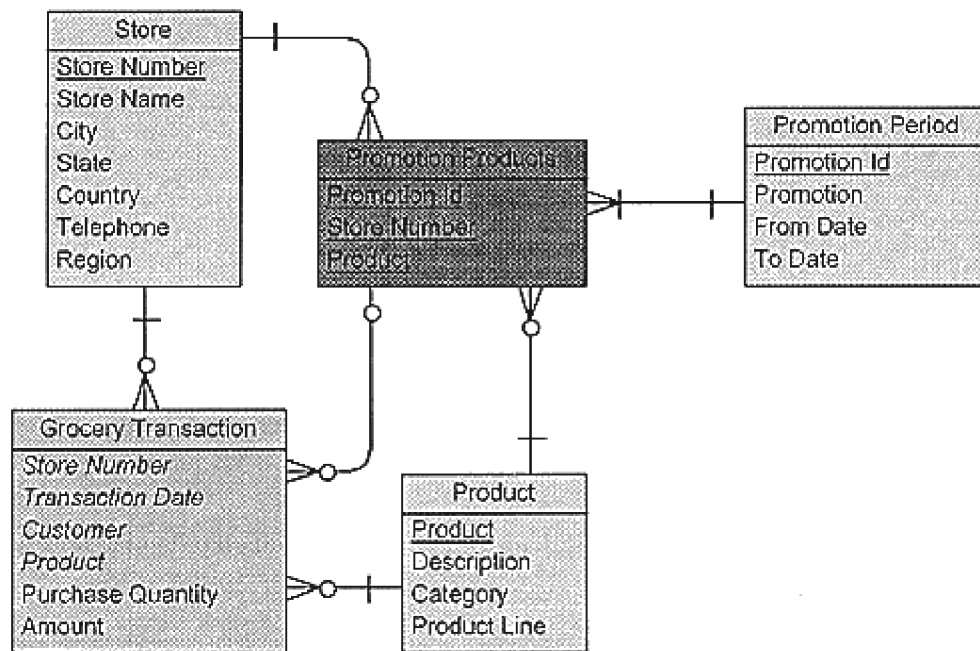 Store
Store Number
Store Name
City
State
Country
Telephone
Region
Promotion Products
Promotion Id
Store Number
Product
Promotion Period
Promotion Id
Promotion
From Date
To Date
Grocery Transaction
Store Number
Transaction Date
Customer
Product
Purchase Quantity
Amount
Product
Product
Description
Category
Product Line